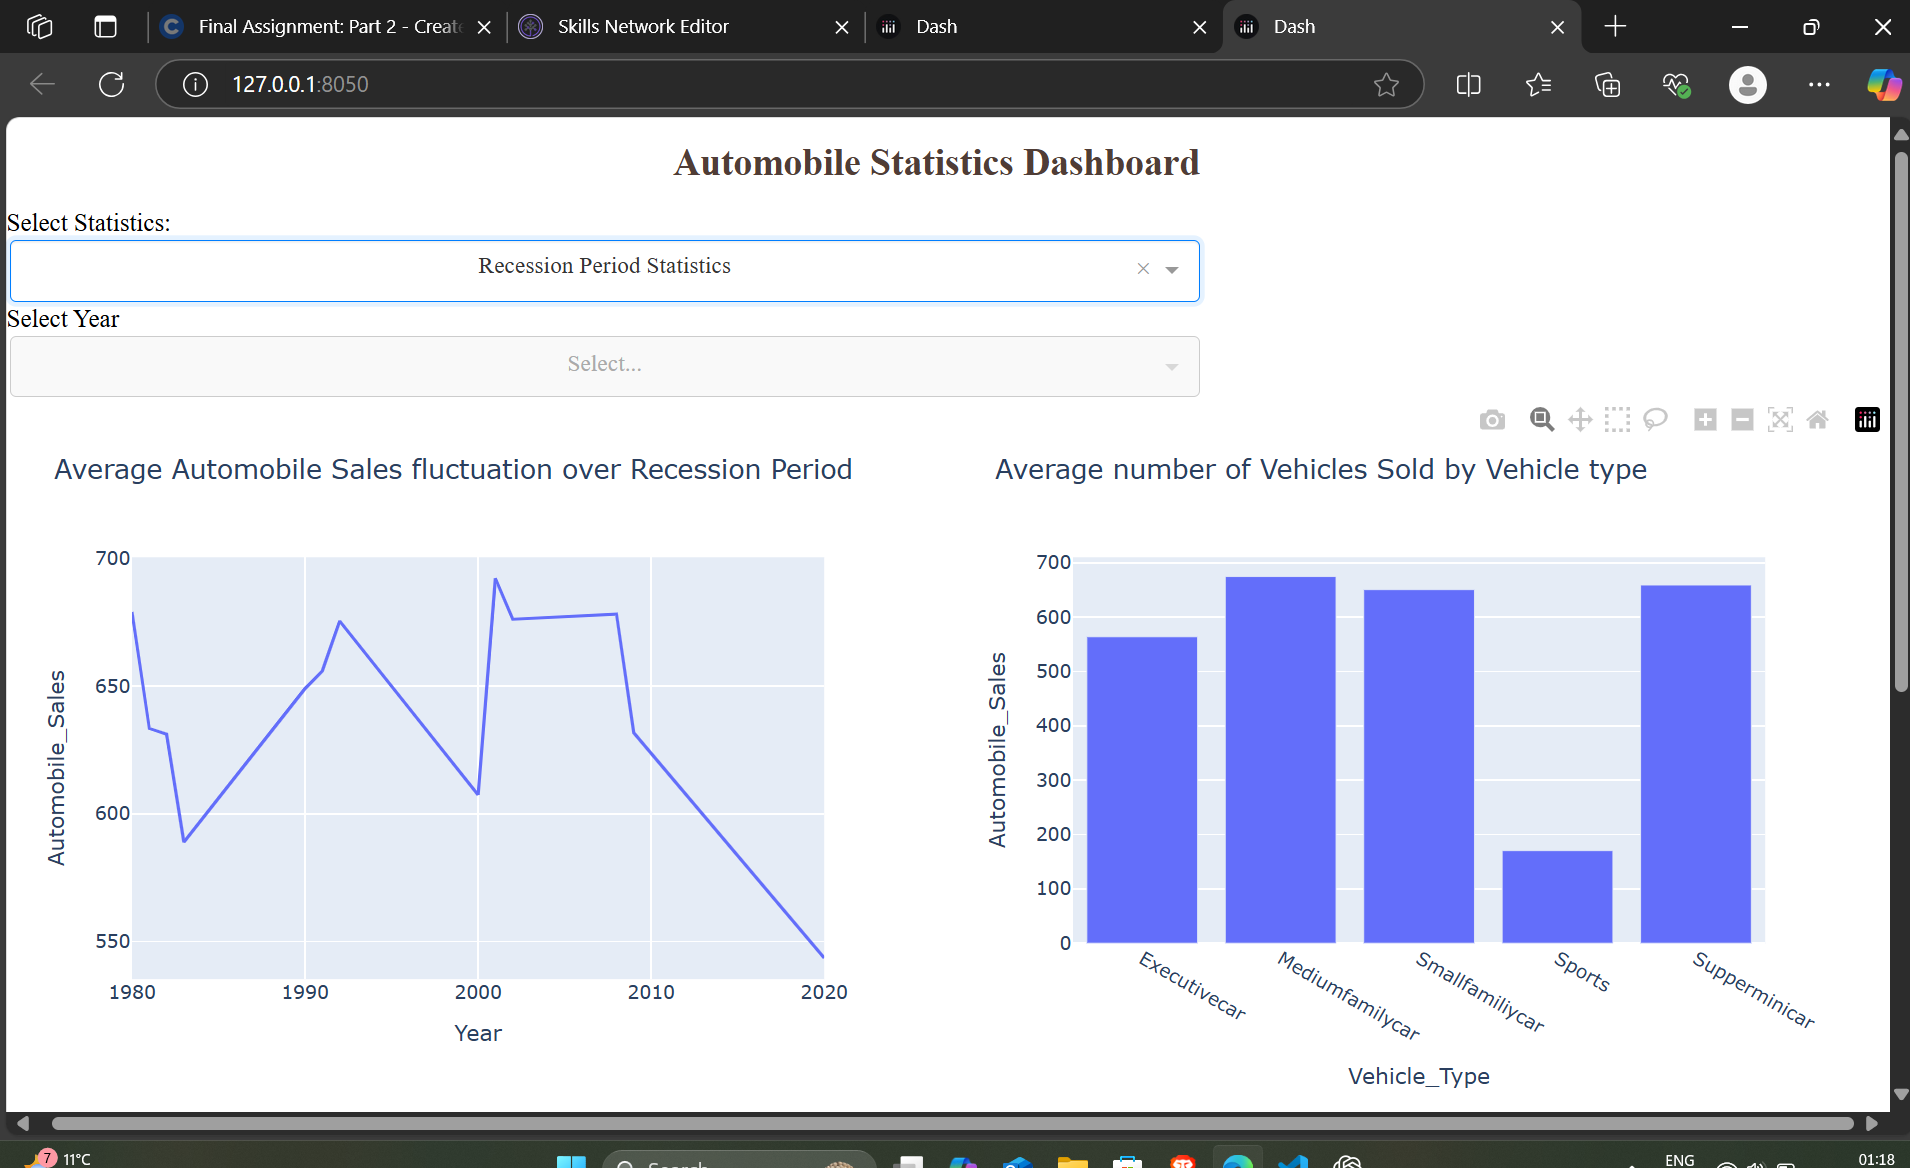 Final Assignment: Part 2 - Create
Skills Network Editor
Dash
Dash
127.0.0.1:8050
Automobile Statistics Dashboard
Select Statistics:
Recession Period Statistics
Select Year
Select...
Average Automobile Sales fluctuation over Recession Period
700
650
600
550
Automobile_Sales
1980
1990
2000
2010
2020
Year
Average number of Vehicles Sold by Vehicle type
700
600
500
400
300
200
100
0
Automobile_Sales
Executivecar
Mediumfamilycar
Smallfamiliycar
Sports
Supperminicar
Vehicle_Type
7
11°C
Search
ENG
01:18